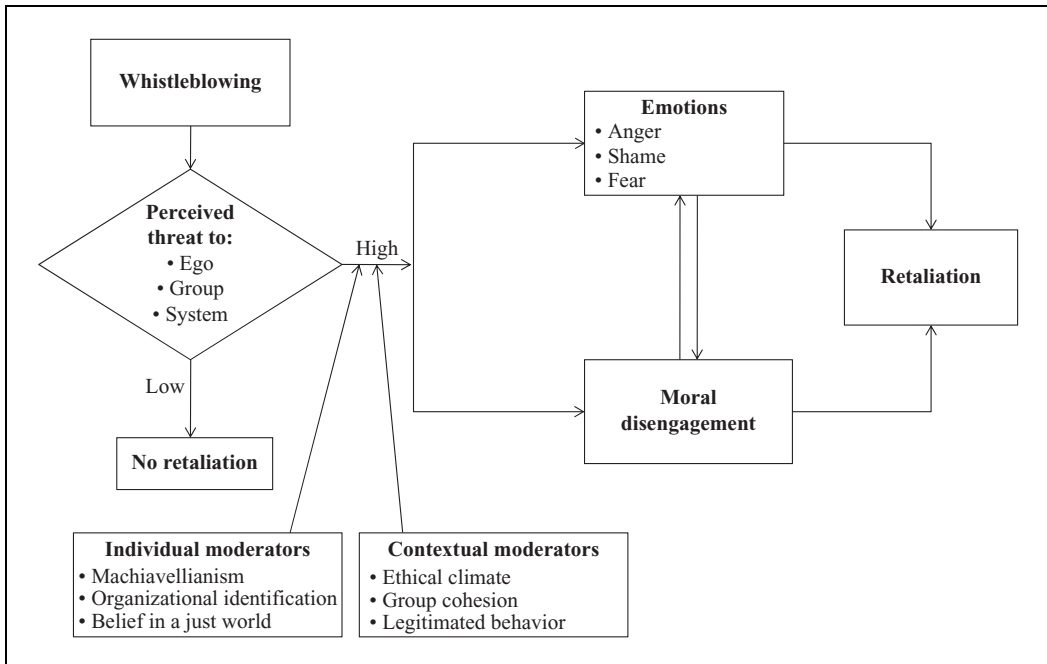 Whistleblowing
Perceived
threat to:
• Ego
• Group
• System
High
Low
No retaliation
Emotions
• Anger
• Shame
• Fear
Moral
disengagement
Retaliation
Individual moderators
• Machiavellianism
• Organizational identification
• Belief in a just world
Contextual moderators
• Ethical climate
• Group cohesion
• Legitimated behavior